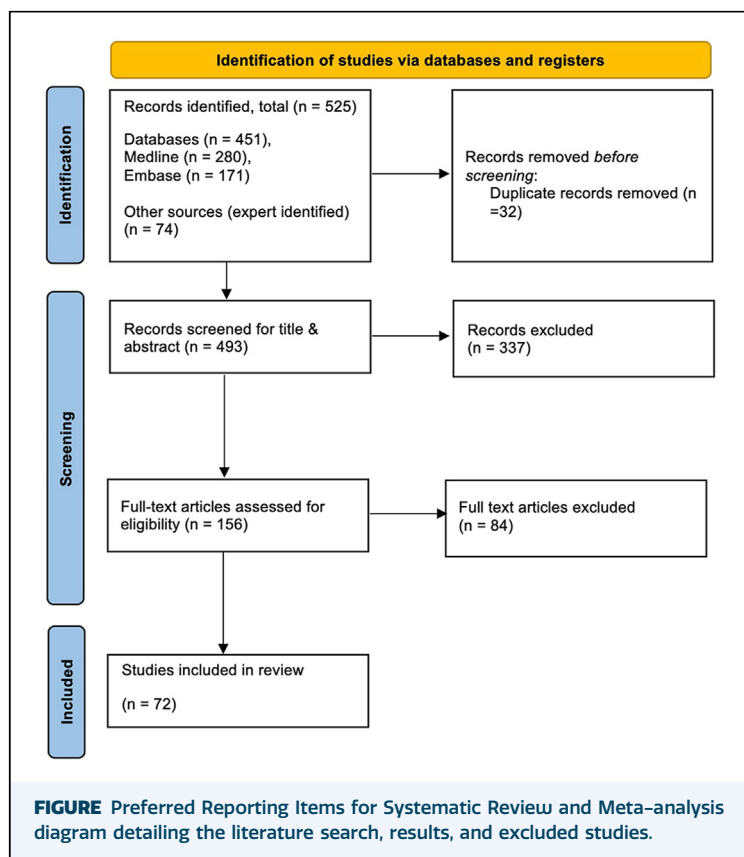 Identification of studies via databases and registers
Identification
Records identified, total (n = 525)
Databases (n = 451),
Medline (n = 280),
Embase (n = 171)
Other sources (expert identified)
(n = 74)
Records removed before
screening:
Duplicate records removed (n
=32)
Screening
Records screened for title &
abstract (n = 493)
Records excluded
(n = 337)
Full-text articles assessed for
eligibility (n = 156)
Full text articles excluded
(n = 84)
Included
Studies included in review
(n = 72)
FIGURE Preferred Reporting Items for Systematic Review and Meta-analysis
diagram detailing the literature search, results, and excluded studies.